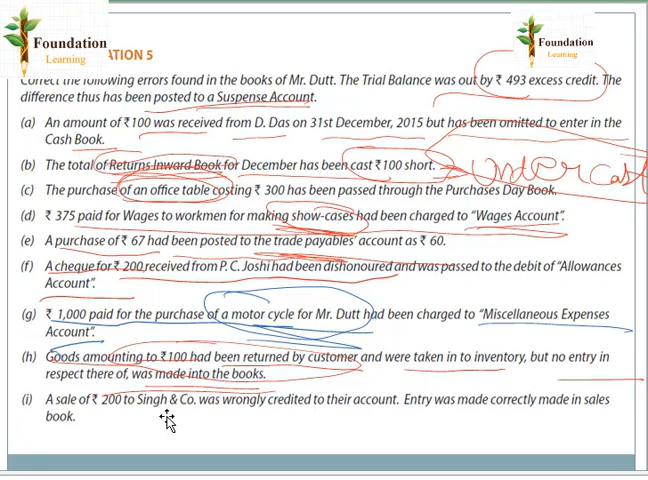 Foundation
Learning
Foundation
Learning
ATION 5
Correct the following errors found in the books of Mr. Dutt. The Trial Balance was out by ₹ 493 excess credit. The
difference thus has been posted to a Suspense Account.
(a) An amount of ₹100 was received from D. Das on 31st December, 2015 but has been omitted to enter in the
Cash Book.
(b) The total of Returns Inward Book for December has been cast ₹100 short.
Undercast
(c) The purchase of an office table costing ₹ 300 has been passed through the Purchases Day Book.
(d) ₹ 375 paid for Wages to workmen for making show-cases had been charged to “Wages Account”.
(e) A purchase of ₹ 67 had been posted to the trade payables’ account as ₹ 60.
(f) A cheque for ₹ 200 received from P. C. Joshi had been dishonoured and was passed to the debit of “Allowances
Account”.
(g) ₹ 1,000 paid for the purchase of a motor cycle for Mr. Dutt had been charged to “Miscellaneous Expenses
Account”.
(h) Goods amounting to ₹100 had been returned by customer and were taken in to inventory, but no entry in
respect there of, was made into the books.
(i) A sale of ₹ 200 to Singh & Co. was wrongly credited to their account. Entry was made correctly made in sales
book.